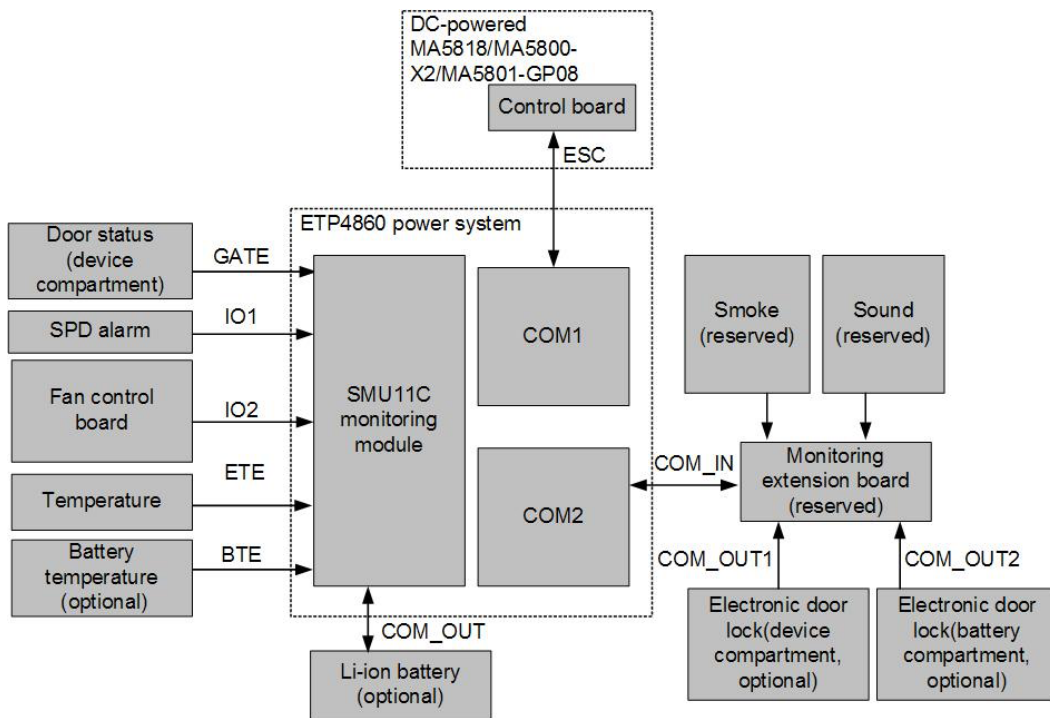 DC-powered
MA5818/MA5800-
X2/MA5801-GP08
Control board
ESC
ETP4860 power system
Door status
(device
compartment)
GATE
SPD alarm
IO1
Fan control
board
IO2
Temperature
ETE
Battery
temperature
(optional)
BTE
SMU11C
monitoring
module
COM1
COM2
COM_OUT
Li-ion battery
(optional)
Smoke
(reserved)
Sound
(reserved)
COM_IN
Monitoring
extension board
(reserved)
COM_OUT1
COM_OUT2
Electronic door
lock(device
compartment,
optional)
Electronic door
lock(battery
compartment,
optional)